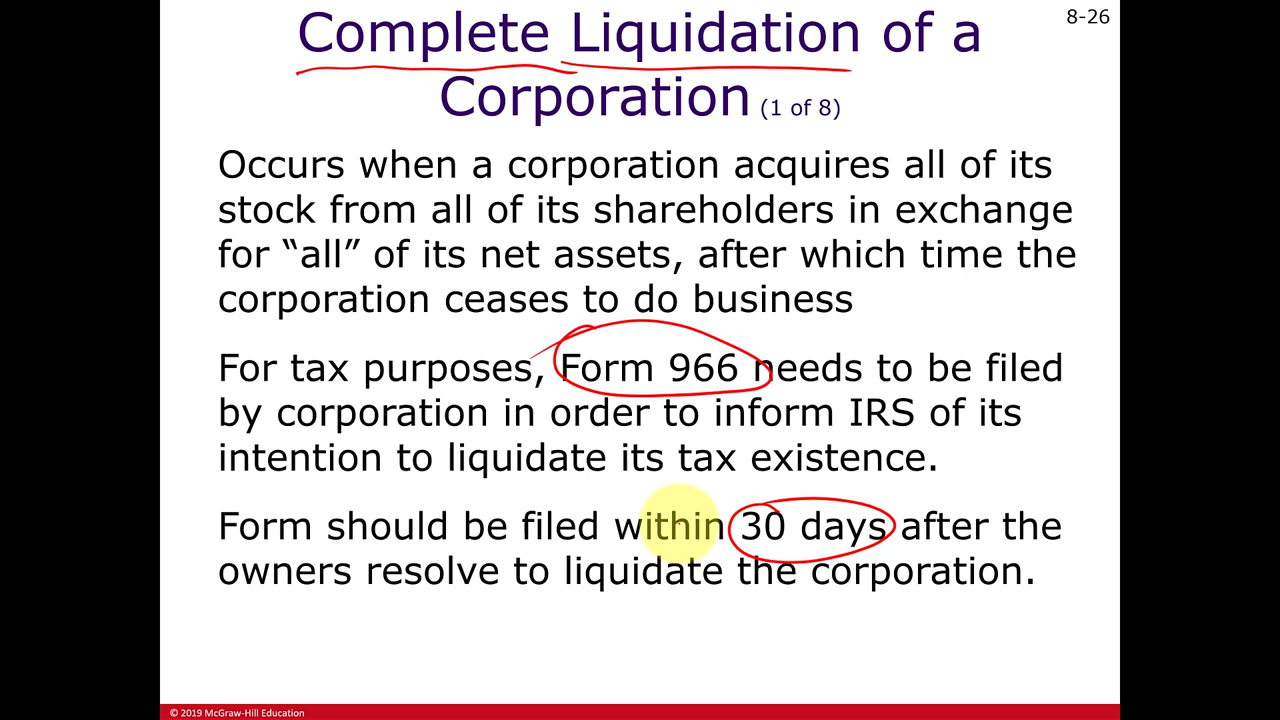 8-26
Complete Liquidation of a
Corporation (1 of 8)
Occurs when a corporation acquires all of its
stock from all of its shareholders in exchange
for “all” of its net assets, after which time the
corporation ceases to do business
For tax purposes, Form 966 needs to be filed
by corporation in order to inform IRS of its
intention to liquidate its tax existence.
Form should be filed within 30 days after the
owners resolve to liquidate the corporation.
© 2019 McGraw-Hill Education